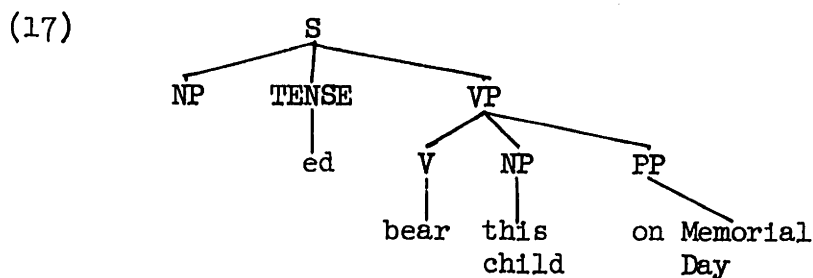 (17)
S
NP TENSE VP
ed V NP PP
bear this on Memorial
child Day